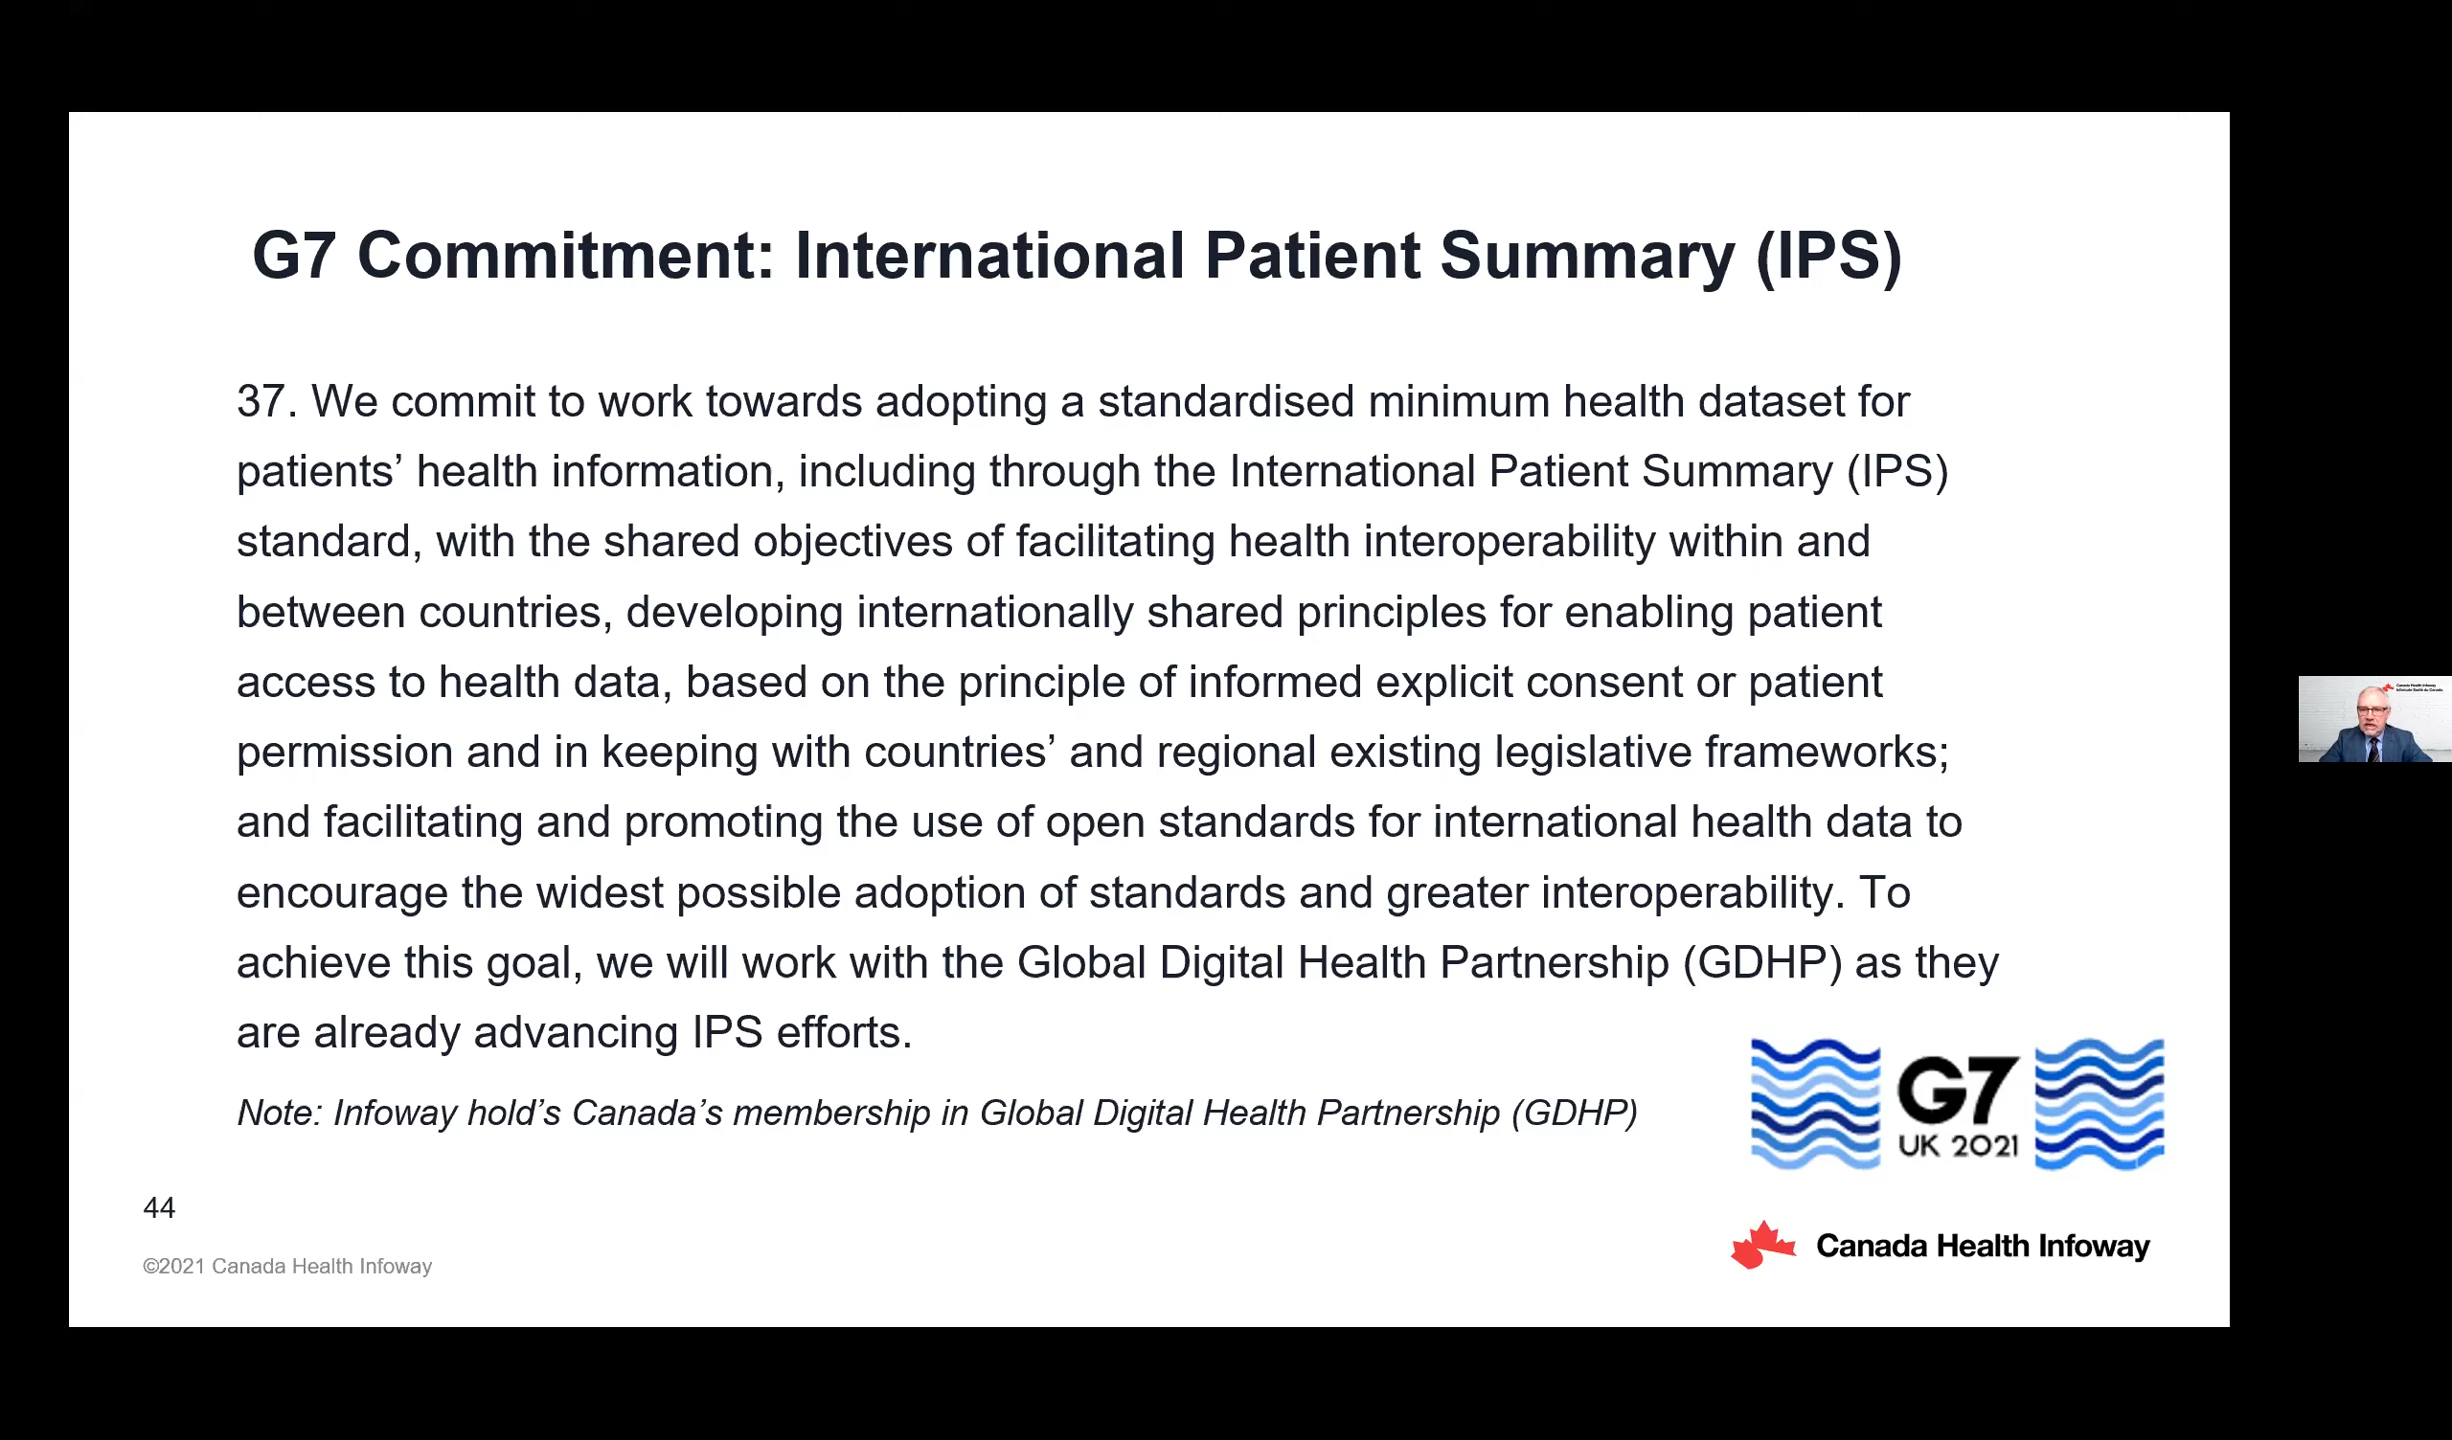 G7 Commitment: International Patient Summary (IPS)
37. We commit to work towards adopting a standardised minimum health dataset for
patients’ health information, including through the International Patient Summary (IPS)
standard, with the shared objectives of facilitating health interoperability within and
between countries, developing internationally shared principles for enabling patient
access to health data, based on the principle of informed explicit consent or patient
permission and in keeping with countries’ and regional existing legislative frameworks;
and facilitating and promoting the use of open standards for international health data to
encourage the widest possible adoption of standards and greater interoperability. To
achieve this goal, we will work with the Global Digital Health Partnership (GDHP) as they
are already advancing IPS efforts.
Note: Infoway hold’s Canada’s membership in Global Digital Health Partnership (GDHP)
G7
UK 2021
44
©2021 Canada Health Infoway
Canada Health Infoway